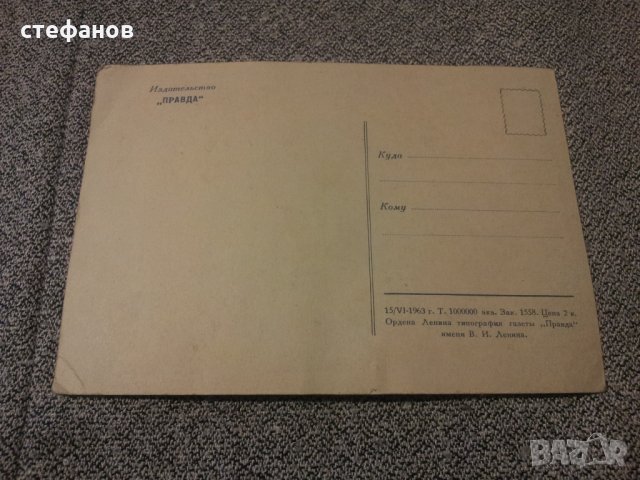 стефанов
Издательство
„ПРАВДА“
Куда
Кому
15/VI-1963 г. Т. 1000000 экз. Зак. 1558. Цена 2 к.
Ордена Ленина типография газеты „Правда“
имени В. И. Ленина.
BAZAR